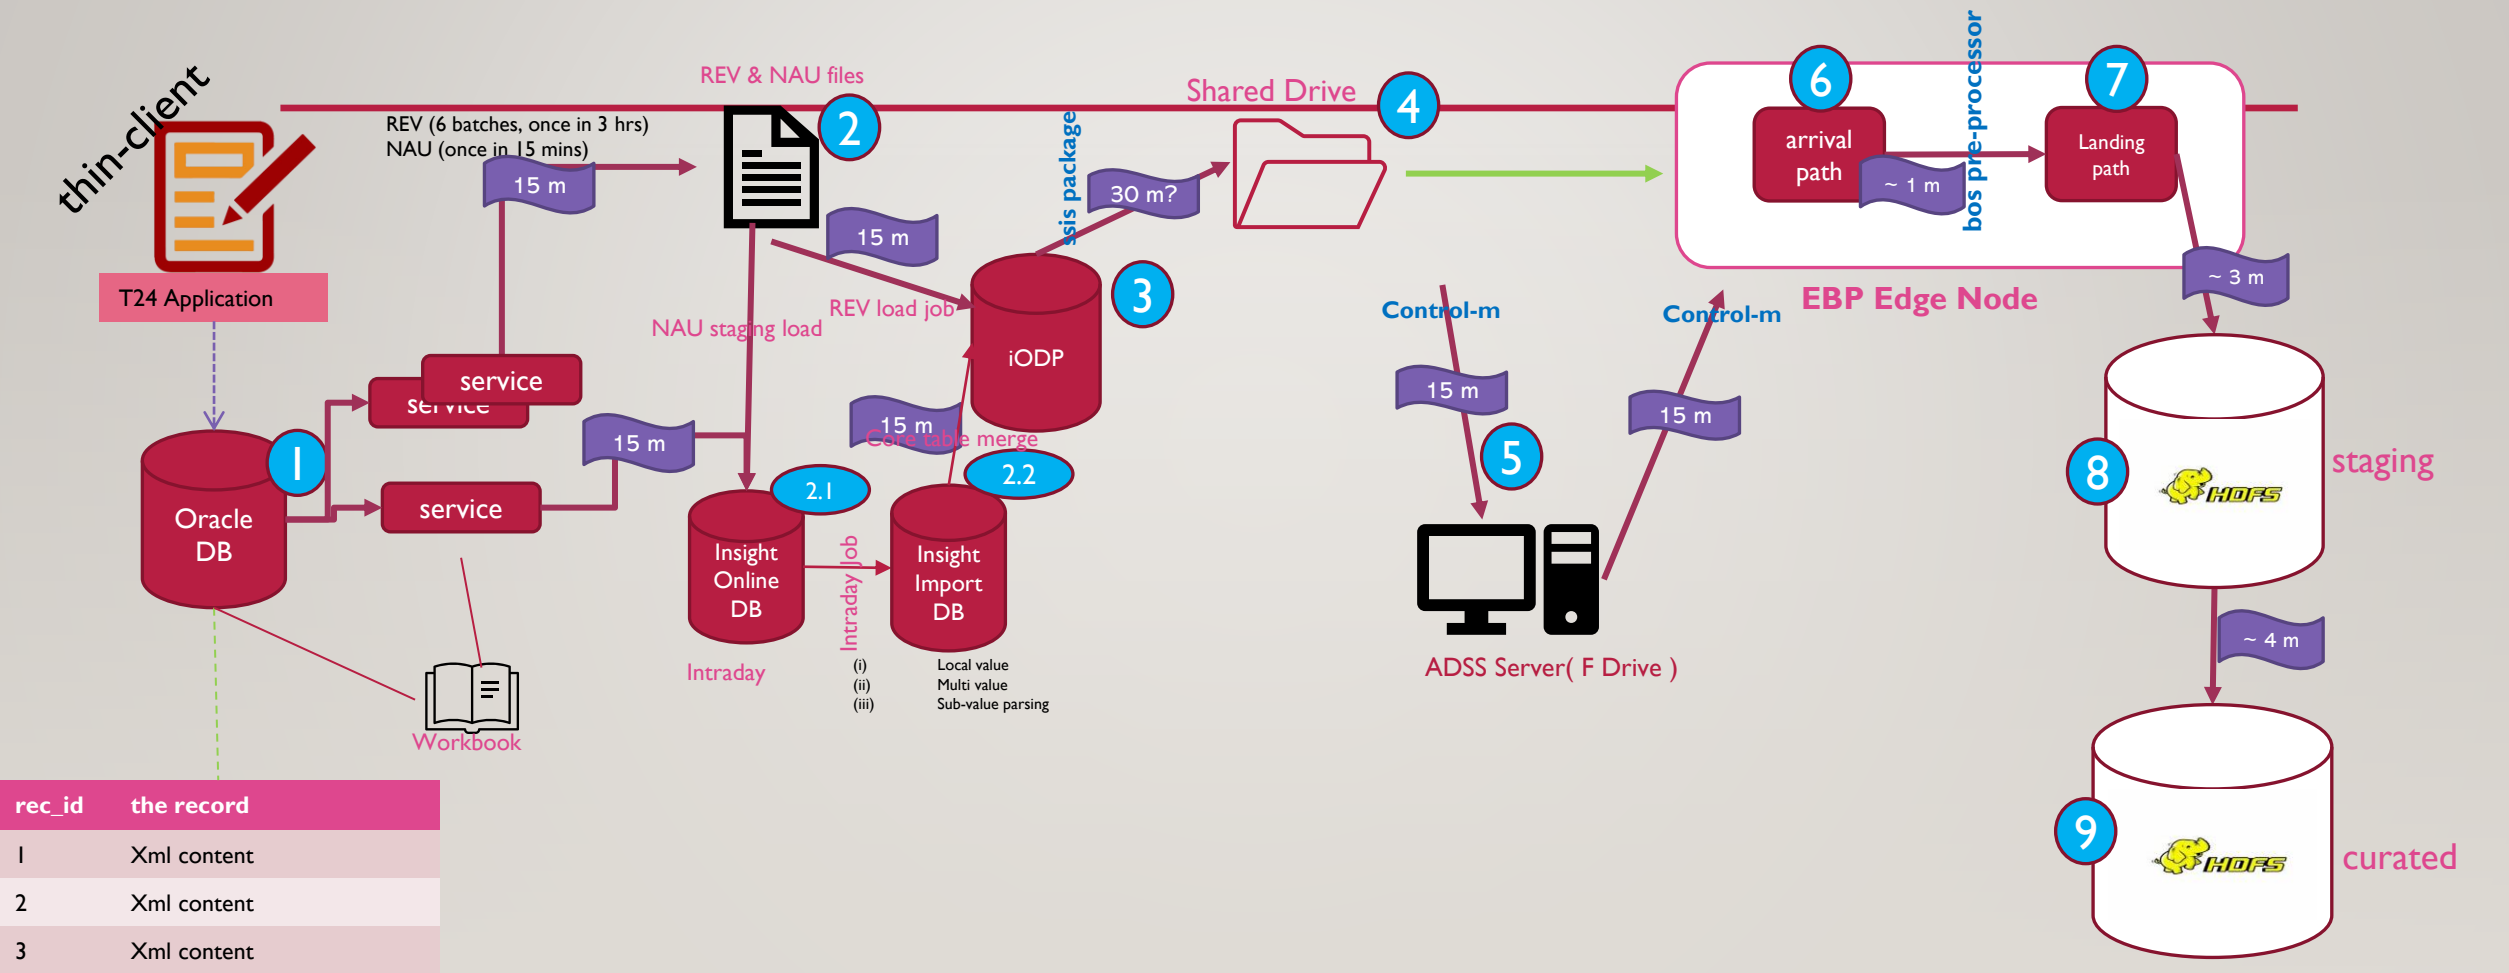 thin-client
T24 Application
REV (6 batches, once in 3 hrs)
NAU (once in 15 mins)
15 m
REV & NAU files
2
15 m
REV load job
NAU staging load
ssis package
30 m?
Shared Drive
4
3
iODP
service
service
service
15 m
1
Oracle
DB
15 m
Core table merge
2.1
2.2
Insight
Online
DB
Intraday Job
Insight
Import
DB
Intraday
(i) Local value
(ii) Multi value
(iii) Sub-value parsing
Workbook
rec_id the record
1 Xml content
2 Xml content
3 Xml content
Control-m
15 m
5
ADSS Server( F Drive )
Control-m
15 m
6
arrival
path
~ 1 m
bos pre-processor
7
Landing
path
EBP Edge Node
~ 3 m
8
HDFS
staging
~ 4 m
9
HDFS
curated